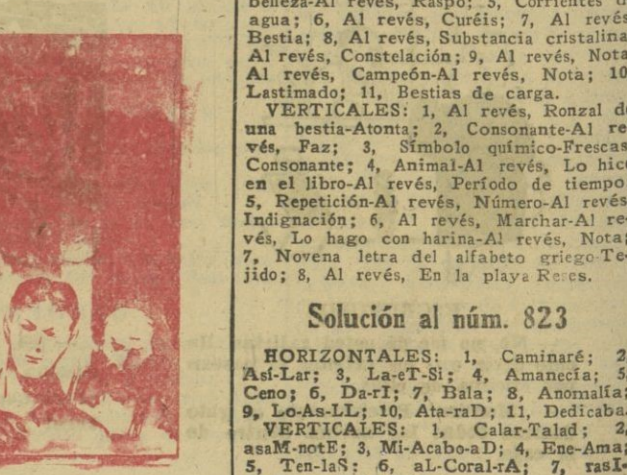 Belleza-Al revés, Raspo; 5, Corrientes de
agua; 6, Al revés, Curéis; 7, Al revés
Bestia; 8, Al revés, Substancia cristalina
Al revés, Constelación; 9, Al revés, Nota
Al revés, Campeón-Al revés, Nota; 10
Lastimado; 11, Bestias de carga.
VERTICALES: 1, Al revés, Ronzal de
una bestia-Atonta; 2, Consonante-Al re-
vés, Faz; 3, Símbolo químico-Frescas
Consonante; 4, Animal-Al revés, Lo hice
en el libro-Al revés, Período de tiempo
5, Repetición-Al revés, Número-Al revés
Indignación; 6, Al revés, Marchar-Al re-
vés, Lo hago con harina-Al revés, Nota;
7, Novena letra del alfabeto griego-Te-
jido; 8, Al revés, En la playa Reses.
Solución al núm. 823
HORIZONTALES: 1, Caminaré; 2,
Así-Lar; 3, La-eT-Si; 4, Amanecía; 5,
Ceno; 6, Da-rI; 7, Bala; 8, Anomalía;
9, Lo-As-LL; 10, Ata-raD; 11, Dedicaba.
VERTICALES: 1, Calar-Talad; 2,
asaM-notE; 3, Mi-Acabo-aD; 4, Ene-Ama;
5, Ten-laS; 6, aL-Coral-rA; 7, rasI-